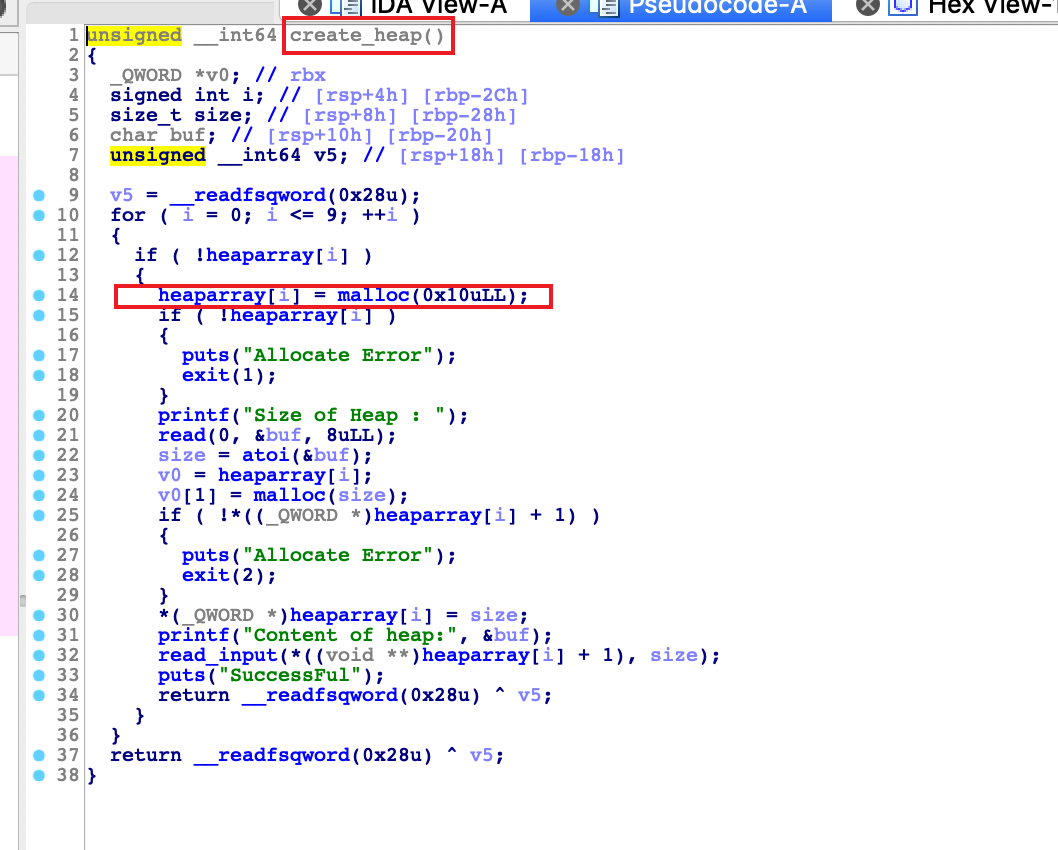 IDA View-A Pseudocode-A Hex View-1
1 unsigned __int64 create_heap()
2 {
3 _QWORD *v0; // rbx
4 signed int i; // [rsp+4h] [rbp-2Ch]
5 size_t size; // [rsp+8h] [rbp-28h]
6 char buf; // [rsp+10h] [rbp-20h]
7 unsigned __int64 v5; // [rsp+18h] [rbp-18h]
8
9 v5 = __readfsqword(0x28u);
10 for ( i = 0; i <= 9; ++i )
11 {
12 if ( !heaparray[i] )
13 {
14 heaparray[i] = malloc(0x10uLL);
15 if ( !heaparray[i] )
16 {
17 puts("Allocate Error");
18 exit(1);
19 }
20 printf("Size of Heap : ");
21 read(0, &buf, 8uLL);
22 size = atoi(&buf);
23 v0 = heaparray[i];
24 v0[1] = malloc(size);
25 if ( !*((_QWORD *)heaparray[i] + 1) )
26 {
27 puts("Allocate Error");
28 exit(2);
29 }
30 *(_QWORD *)heaparray[i] = size;
31 printf("Content of heap:", &buf);
32 read_input(*((void **)heaparray[i] + 1), size);
33 puts("SuccessFul");
34 return __readfsqword(0x28u) ^ v5;
35 }
36 }
37 return __readfsqword(0x28u) ^ v5;
38 }